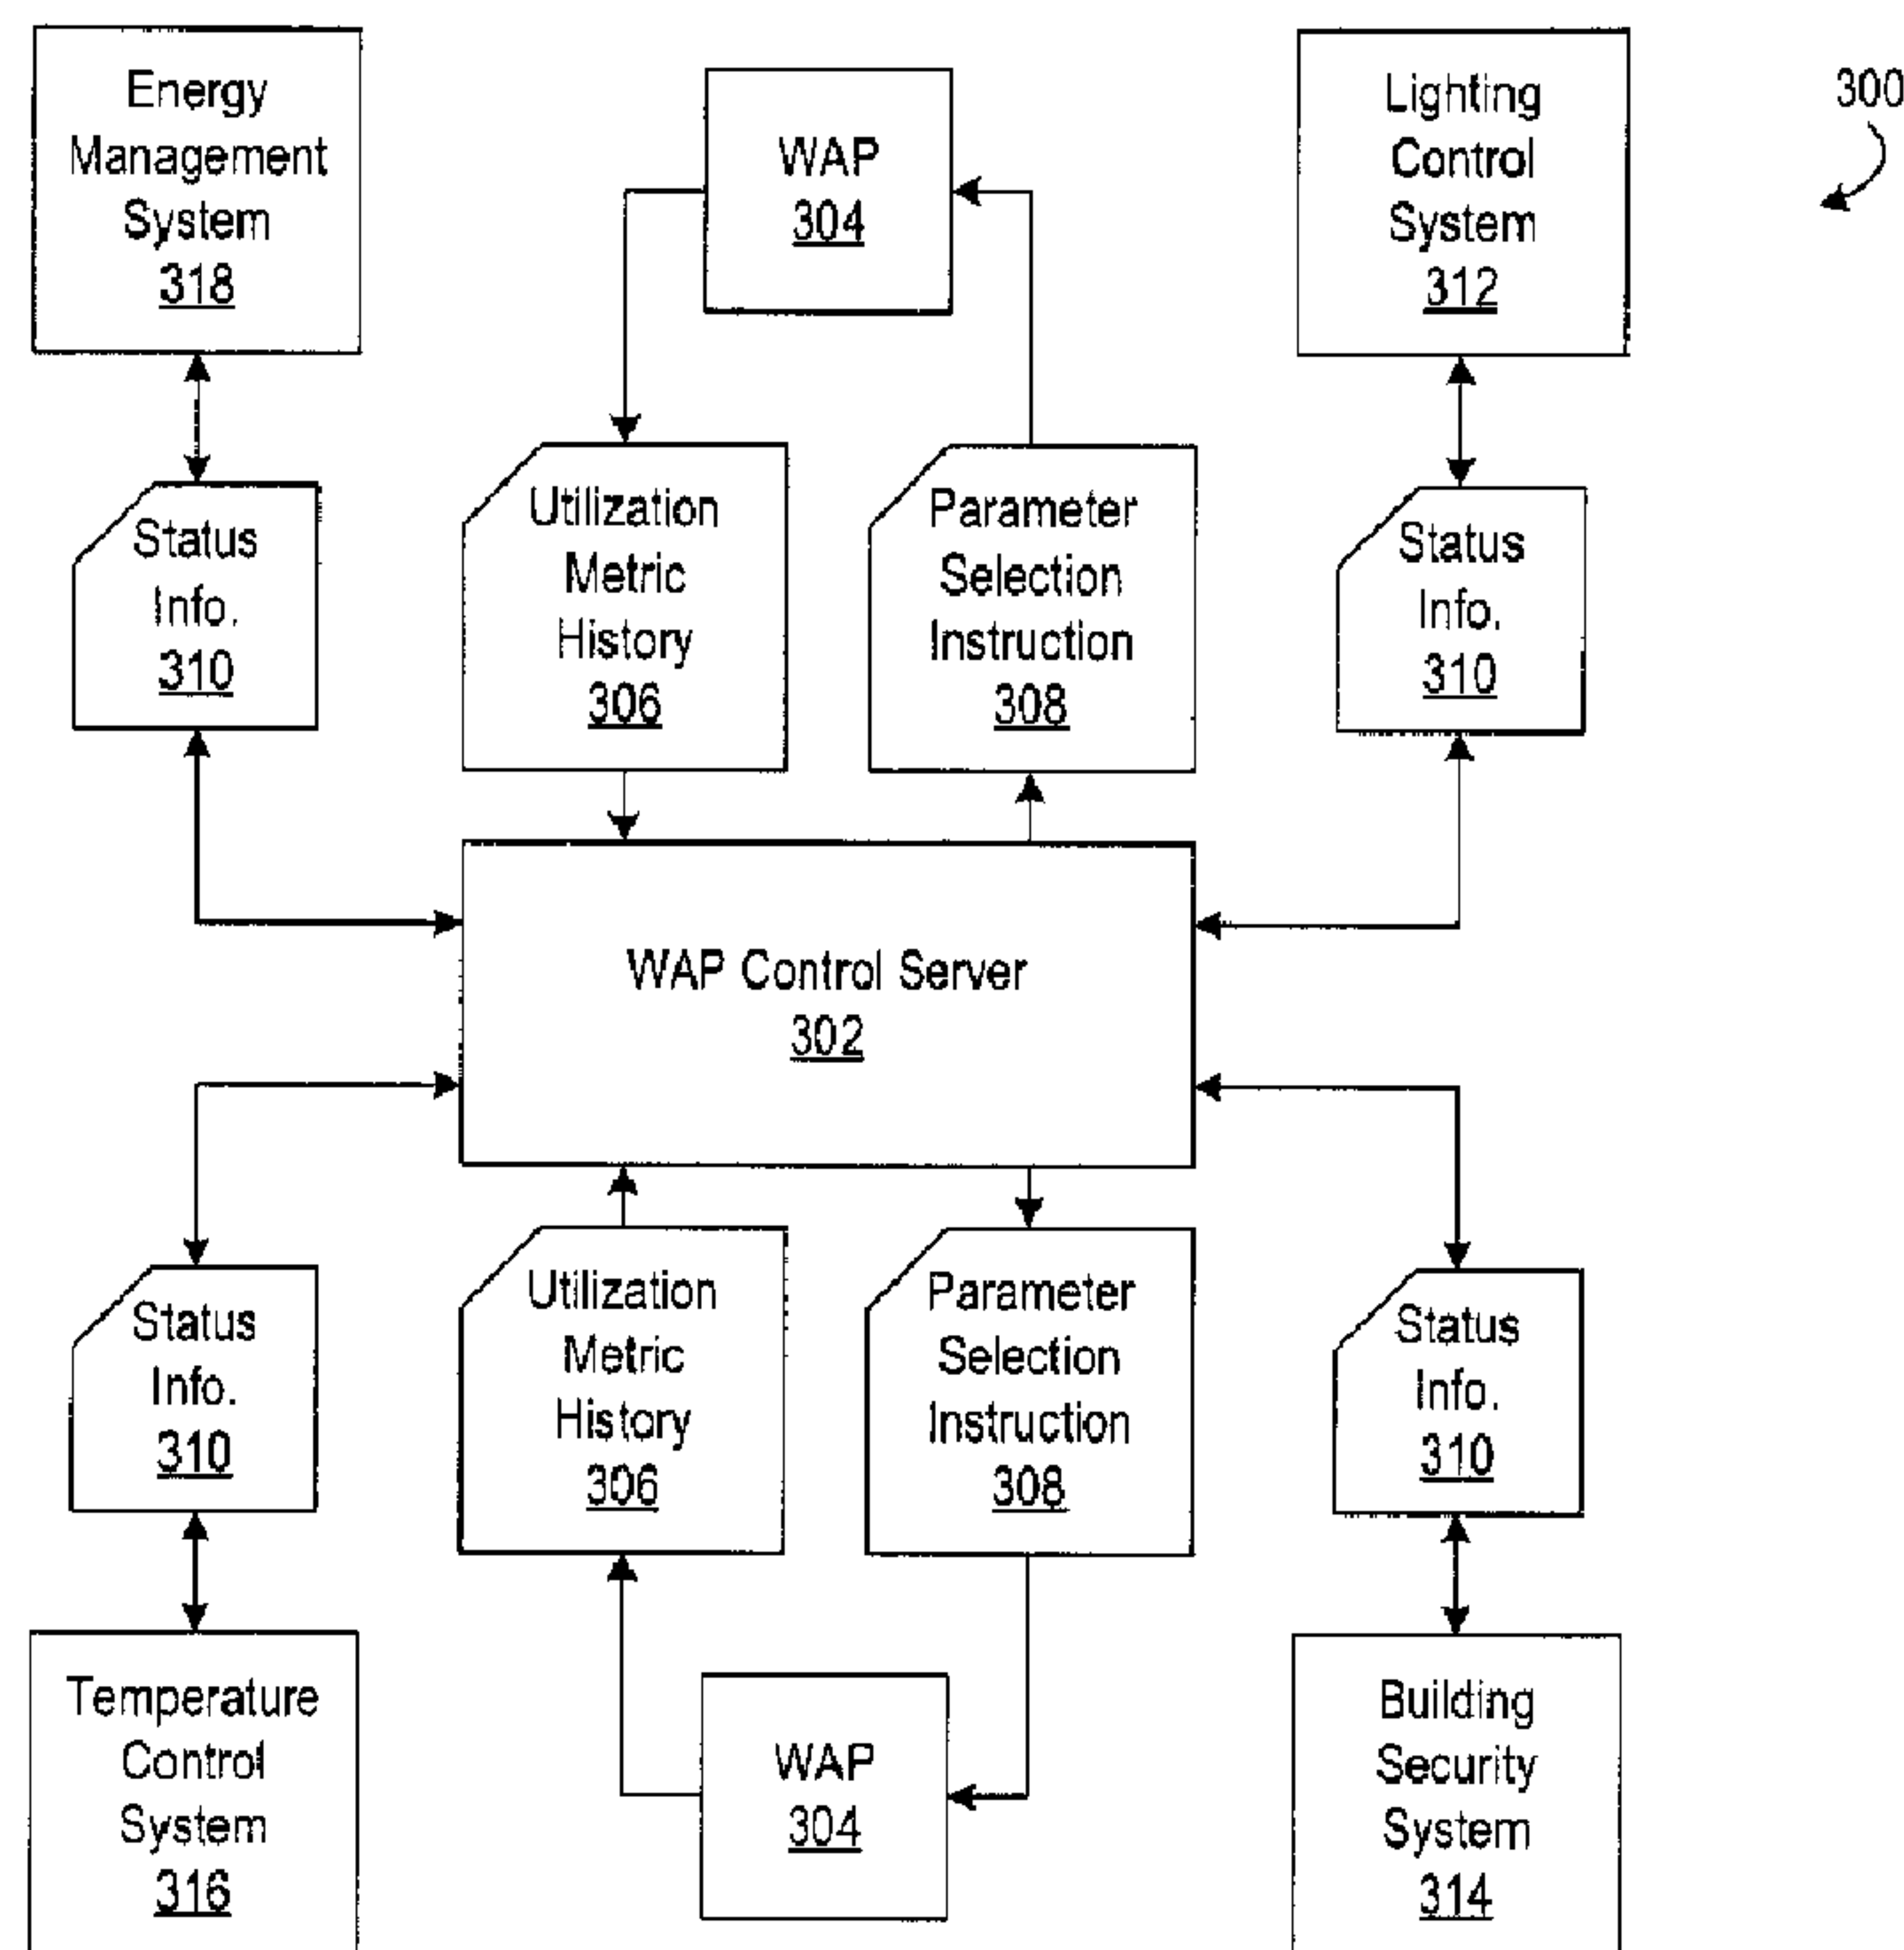 Energy
Management
System
318
WAP
304
Lighting
Control
System
312
300
Status
Info.
310
Utilization
Metric
History
306
Parameter
Selection
Instruction
308
Status
Info.
310
WAP Control Server
302
Status
Info.
310
Utilization
Metric
History
306
Parameter
Selection
Instruction
308
Status
Info.
310
Temperature
Control
System
316
WAP
304
Building
Security
System
314